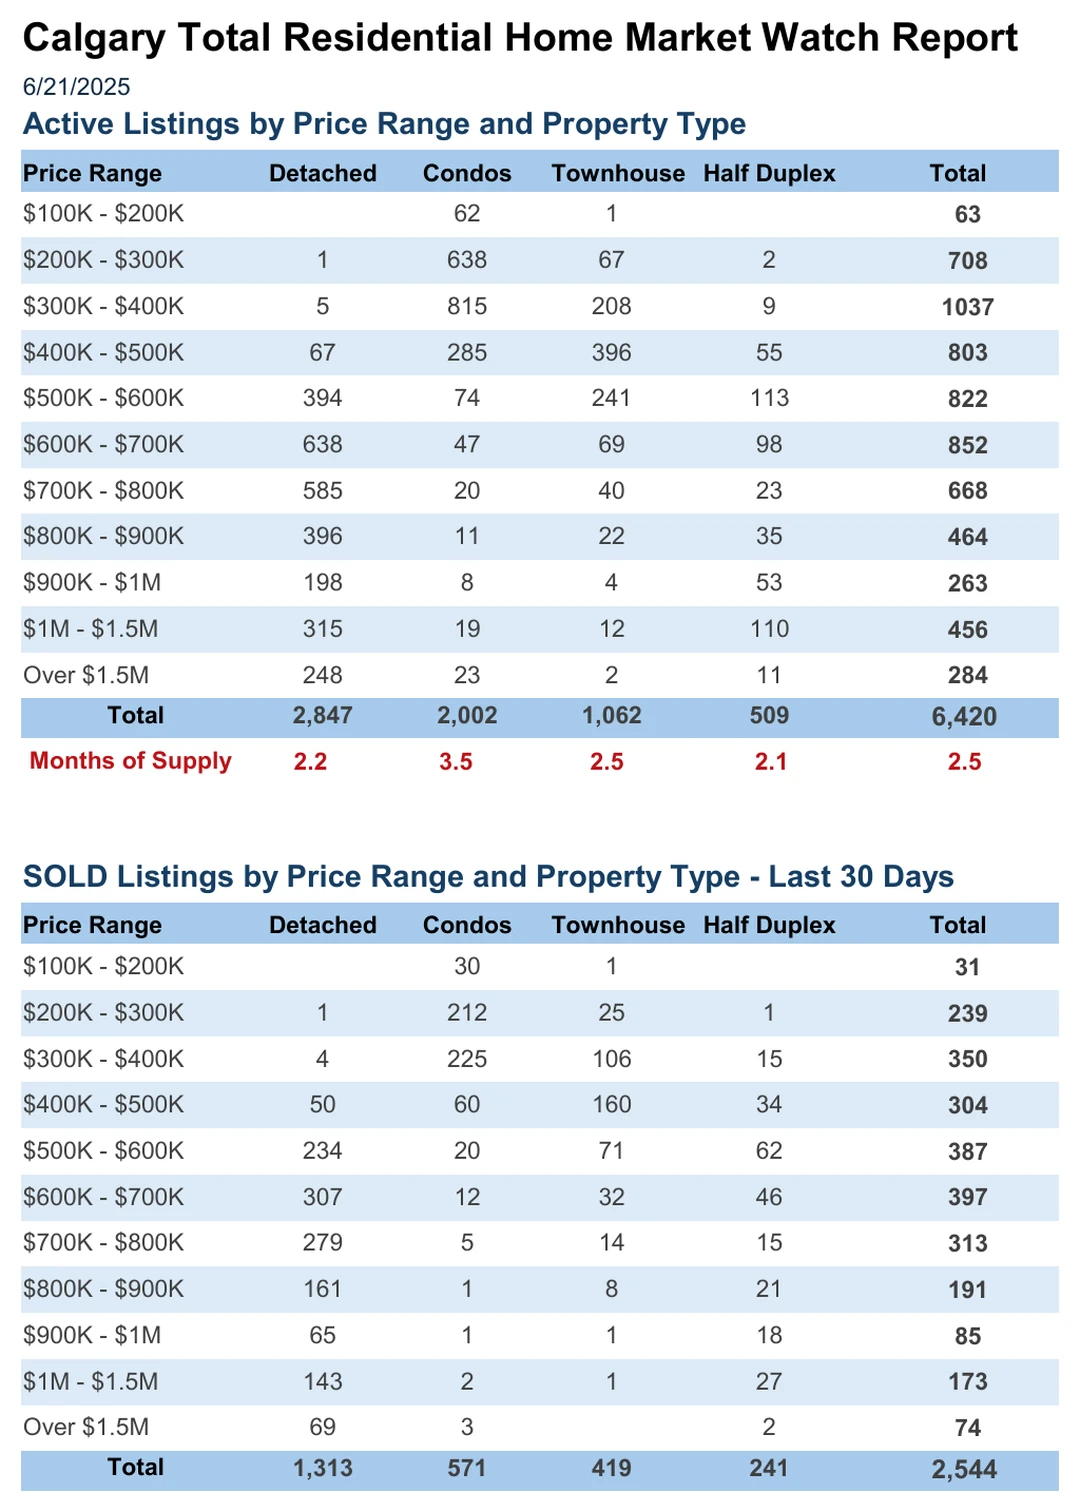 Calgary Total Residential Home Market Watch Report
6/21/2025
Active Listings by Price Range and Property Type
Price Range Detached Condos Townhouse Half Duplex Total
$100K - $200K 62 1 63
$200K - $300K 1 638 67 2 708
$300K - $400K 5 815 208 9 1037
$400K - $500K 67 285 396 55 803
$500K - $600K 394 74 241 113 822
$600K - $700K 638 47 69 98 852
$700K - $800K 585 20 40 23 668
$800K - $900K 396 11 22 35 464
$900K - $1M 198 8 4 53 263
$1M - $1.5M 315 19 12 110 456
Over $1.5M 248 23 2 11 284
Total 2,847 2,002 1,062 509 6,420
Months of Supply 2.2 3.5 2.5 2.1 2.5
SOLD Listings by Price Range and Property Type - Last 30 Days
Price Range Detached Condos Townhouse Half Duplex Total
$100K - $200K 30 1 31
$200K - $300K 1 212 25 1 239
$300K - $400K 4 225 106 15 350
$400K - $500K 50 60 160 34 304
$500K - $600K 234 20 71 62 387
$600K - $700K 307 12 32 46 397
$700K - $800K 279 5 14 15 313
$800K - $900K 161 1 8 21 191
$900K - $1M 65 1 1 18 85
$1M - $1.5M 143 2 1 27 173
Over $1.5M 69 3 2 74
Total 1,313 571 419 241 2,544